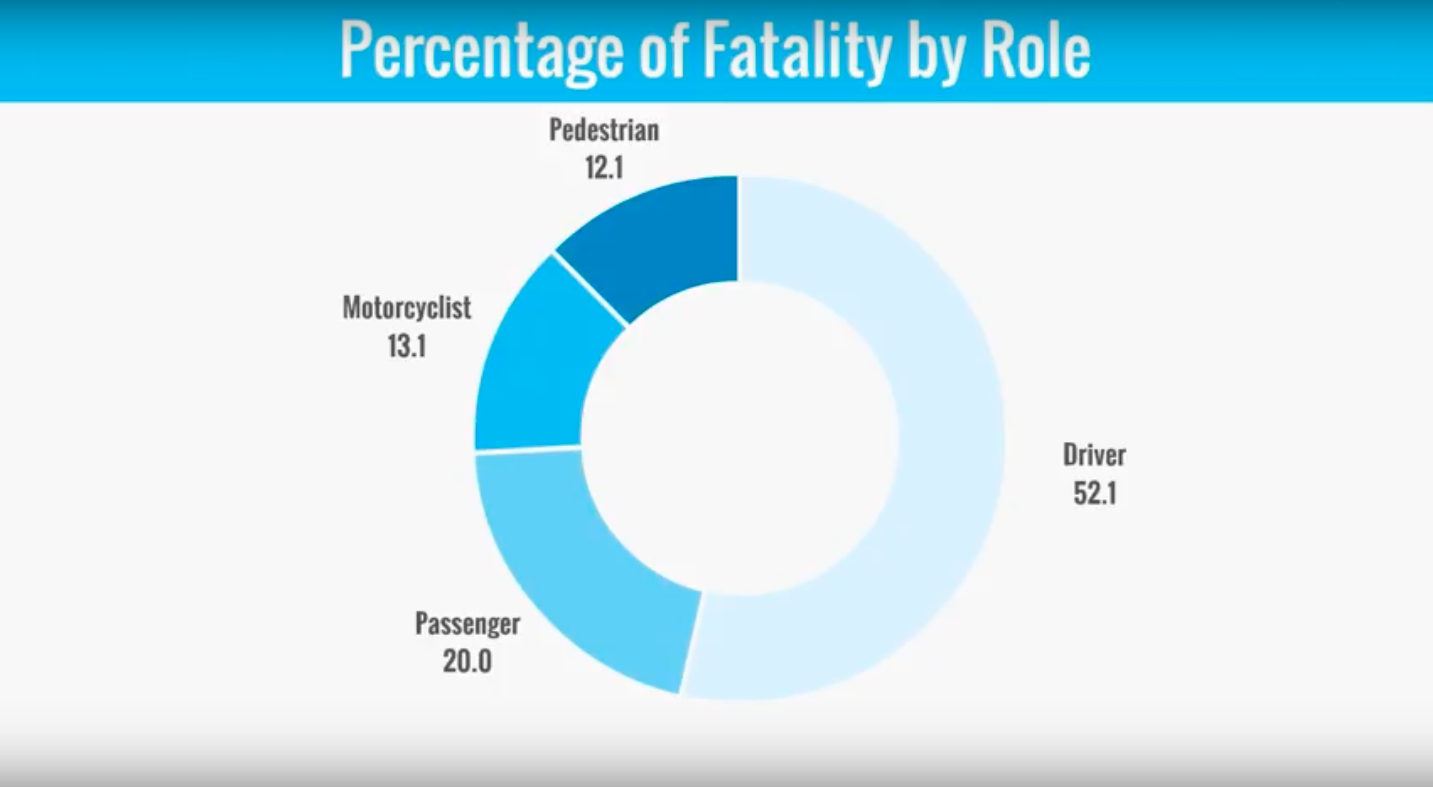 Percentage of Fatality by Role
Pedestrian
12.1
Motorcyclist
13.1
Driver
52.1
Passenger
20.0